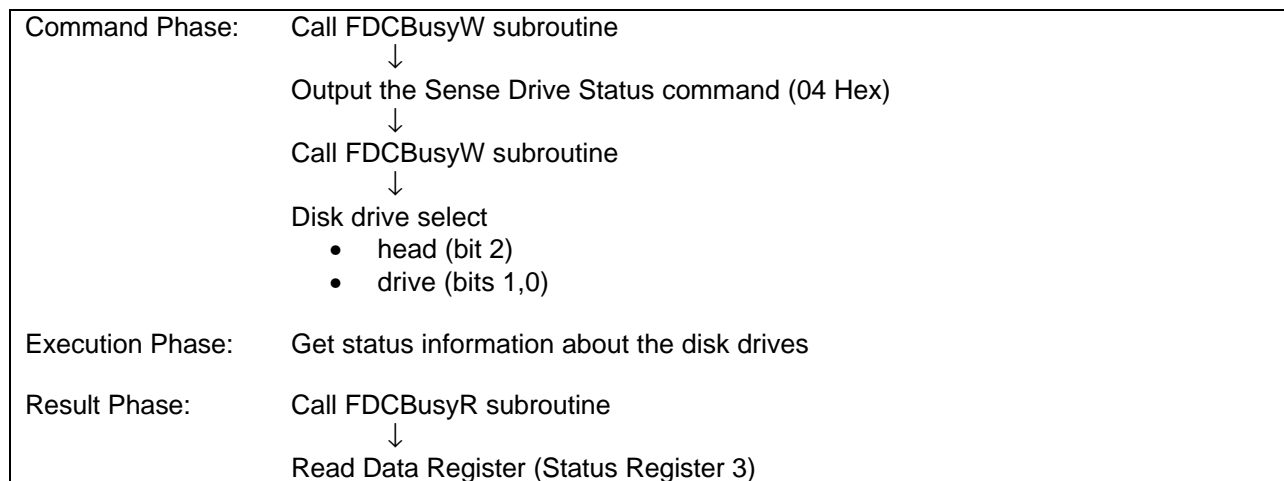 Command Phase: Call FDCBusyW subroutine
↓
Output the Sense Drive Status command (04 Hex)
↓
Call FDCBusyW subroutine
↓
Disk drive select
• head (bit 2)
• drive (bits 1,0)
Execution Phase: Get status information about the disk drives
Result Phase: Call FDCBusyR subroutine
↓
Read Data Register (Status Register 3)